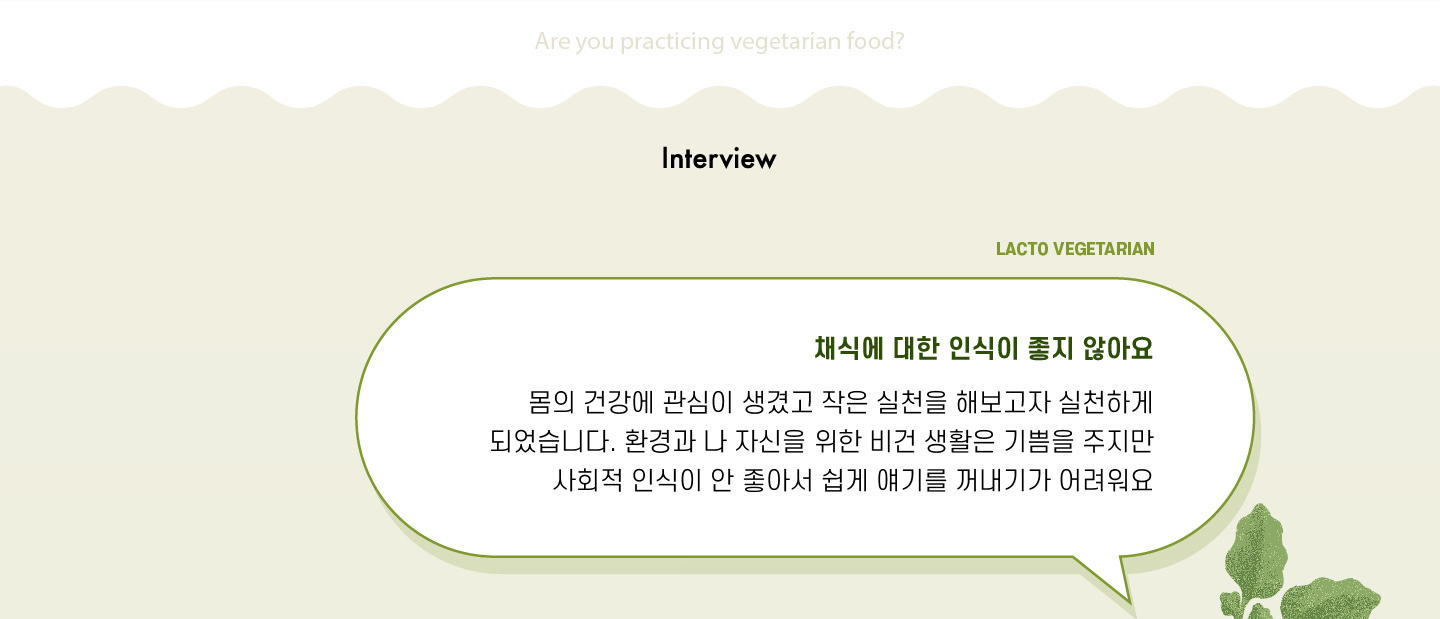 Are you practicing vegetarian food?
Interview
LACTO VEGETARIAN
채식에 대한 인식이 좋지 않아요
몸의 건강에 관심이 생겼고 작은 실천을 해보고자 실천하게
되었습니다. 환경과 나 자신을 위한 비건 생활은 기쁨을 주지만
사회적 인식이 안 좋아서 쉽게 얘기를 꺼내기가 어려워요